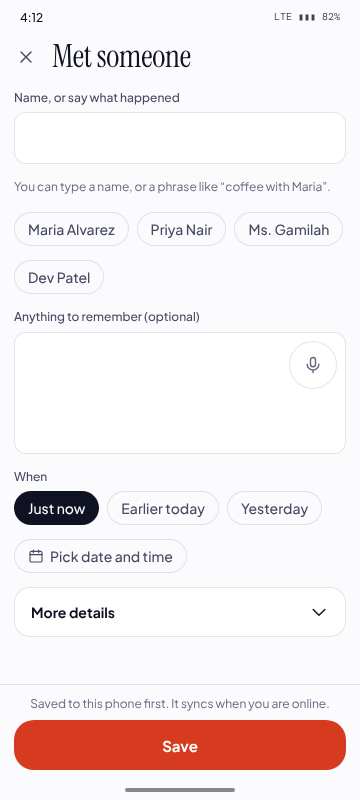 4:12
LTE 82%
Met someone
Name, or say what happened
You can type a name, or a phrase like “coffee with Maria”.
Maria Alvarez
Priya Nair
Ms. Gamilah
Dev Patel
Anything to remember (optional)
When
Just now
Earlier today
Yesterday
Pick date and time
More details
Saved to this phone first. It syncs when you are online.
Save